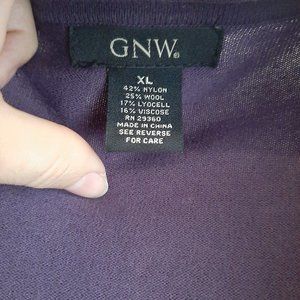 GNW®
XL
42% NYLON
25% WOOL
17% LYOCELL
16% VISCOSE
RN 29360
MADE IN CHINA
SEE REVERSE
FOR CARE